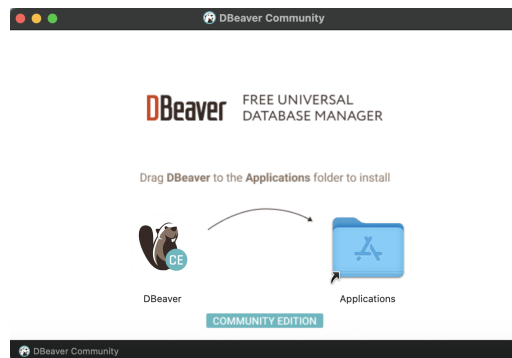 DBeaver Community
DBeaver FREE UNIVERSAL
DATABASE MANAGER
Drag DBeaver to the Applications folder to install
CE
DBeaver Applications
COMMUNITY EDITION
DBeaver Community